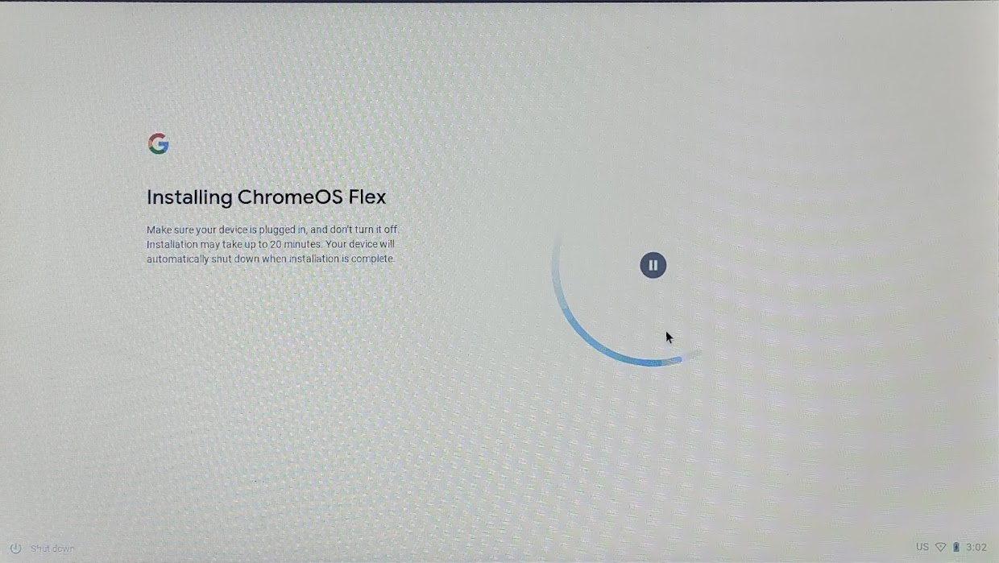 Installing ChromeOS Flex
Make sure your device is plugged in, and don't turn it off.
Installation may take up to 20 minutes. Your device will
automatically shut down when installation is complete.
Shut down
US 3:02